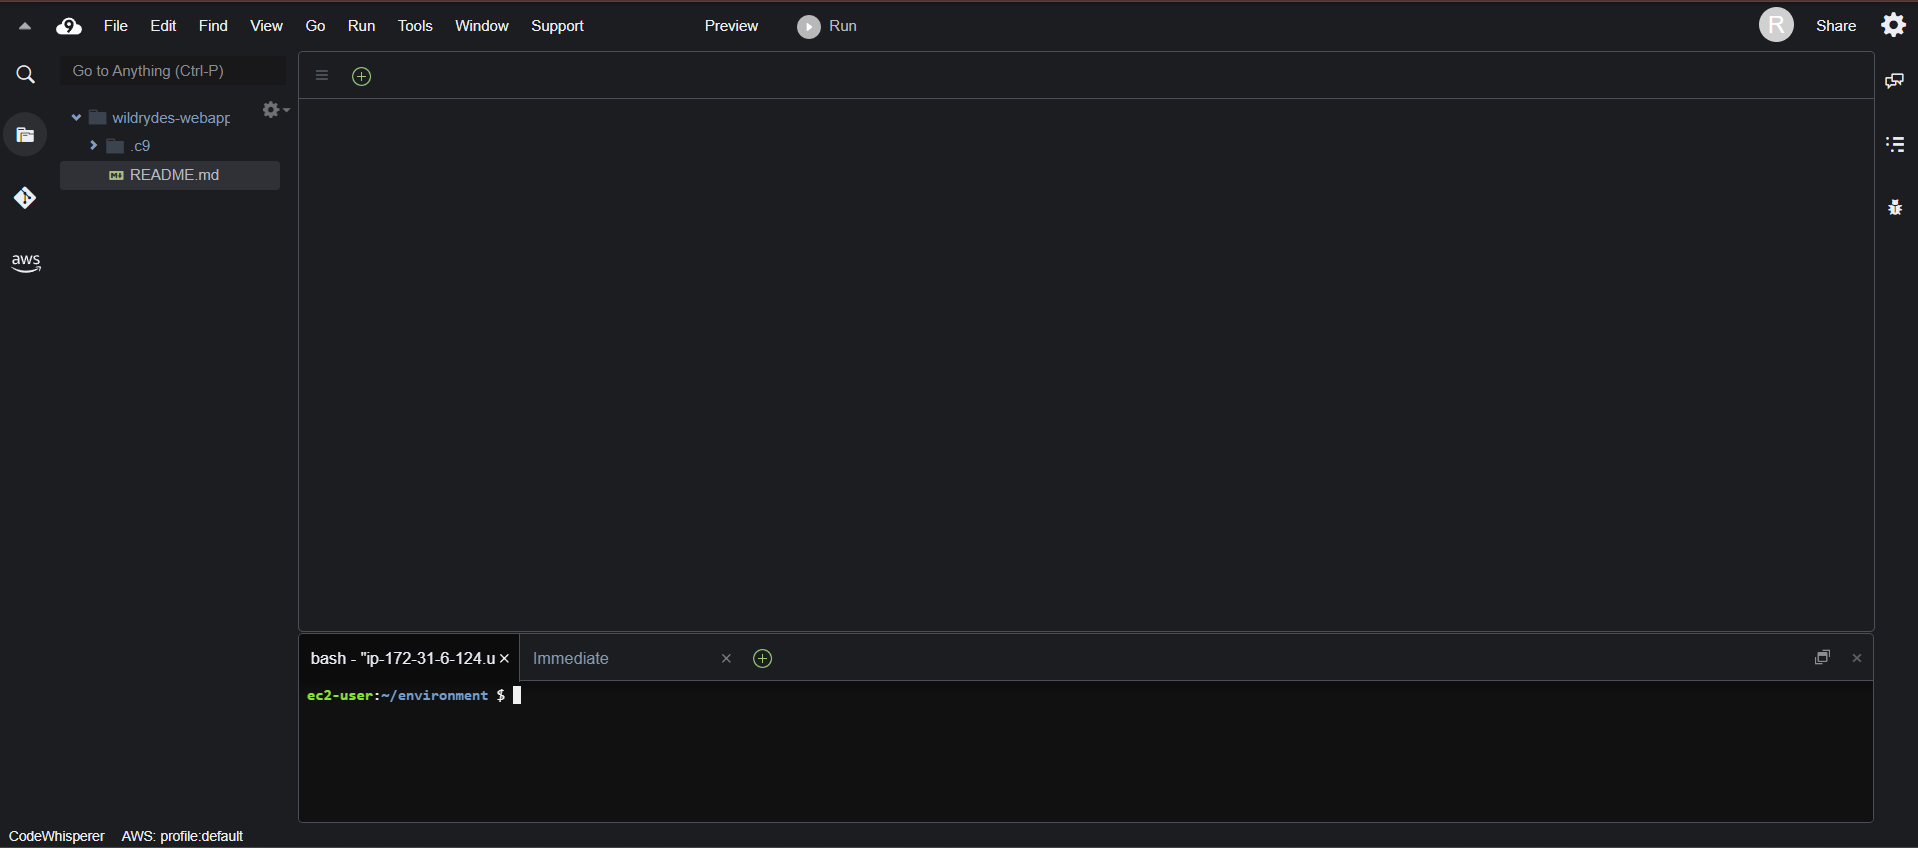 9 File Edit Find View Go Run Tools Window Support Preview Run R Share
Go to Anything (Ctrl-P)
wildrydes-webapp
.c9
M README.md
aws
bash - "ip-172-31-6-124.u × Immediate ×
ec2-user:~/environment $
CodeWhisperer AWS: profile:default